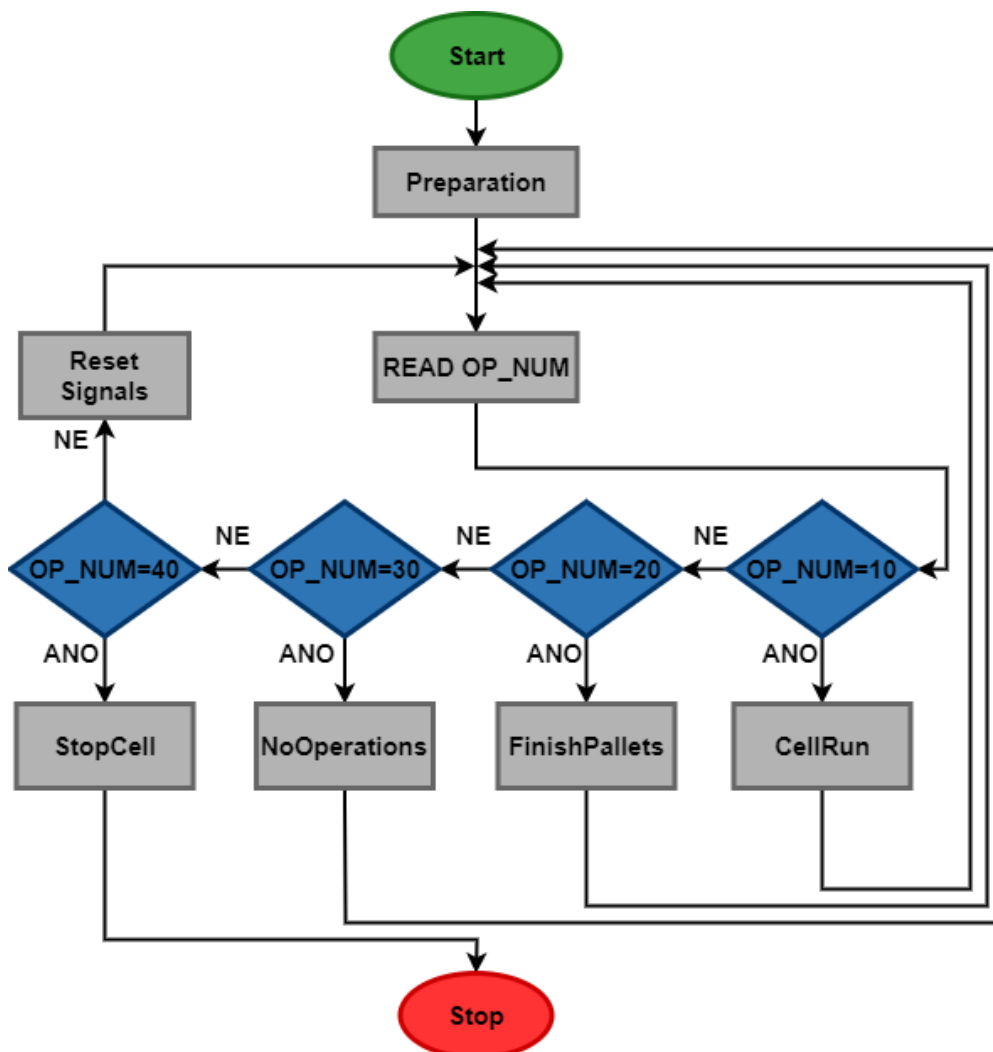 Start
Preparation
Reset
Signals
READ OP_NUM
NE
OP_NUM=40
NE
OP_NUM=30
NE
OP_NUM=20
NE
OP_NUM=10
ANO
ANO
ANO
ANO
StopCell
NoOperations
FinishPallets
CellRun
Stop